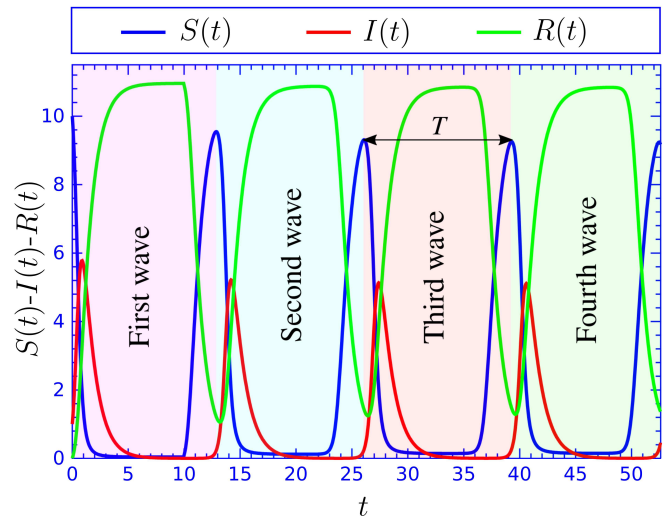 S(t) I(t) R(t)
S(t)-I(t)-R(t)
10
8
6
4
2
0
First wave
Second wave
Third wave
Fourth wave
T
0 5 10 15 20 25 30 35 40 45 50
t